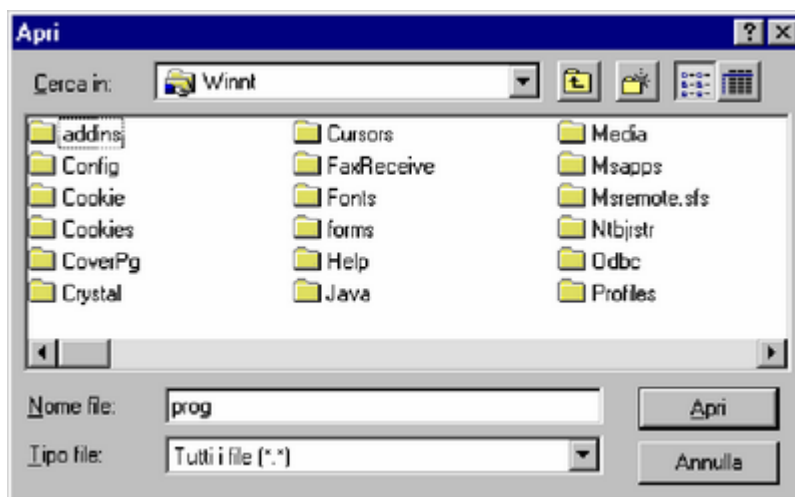 Apri
Cerca in: Winnt
addins Cursors Media
Config FaxReceive Msapps
Cookie Fonts Msremote.sfs
Cookies forms Ntbjrstr
CoverPg Help Odbc
Crystal Java Profiles
Nome file: prog Apri
Tipo file: Tutti i file (*.*) Annulla